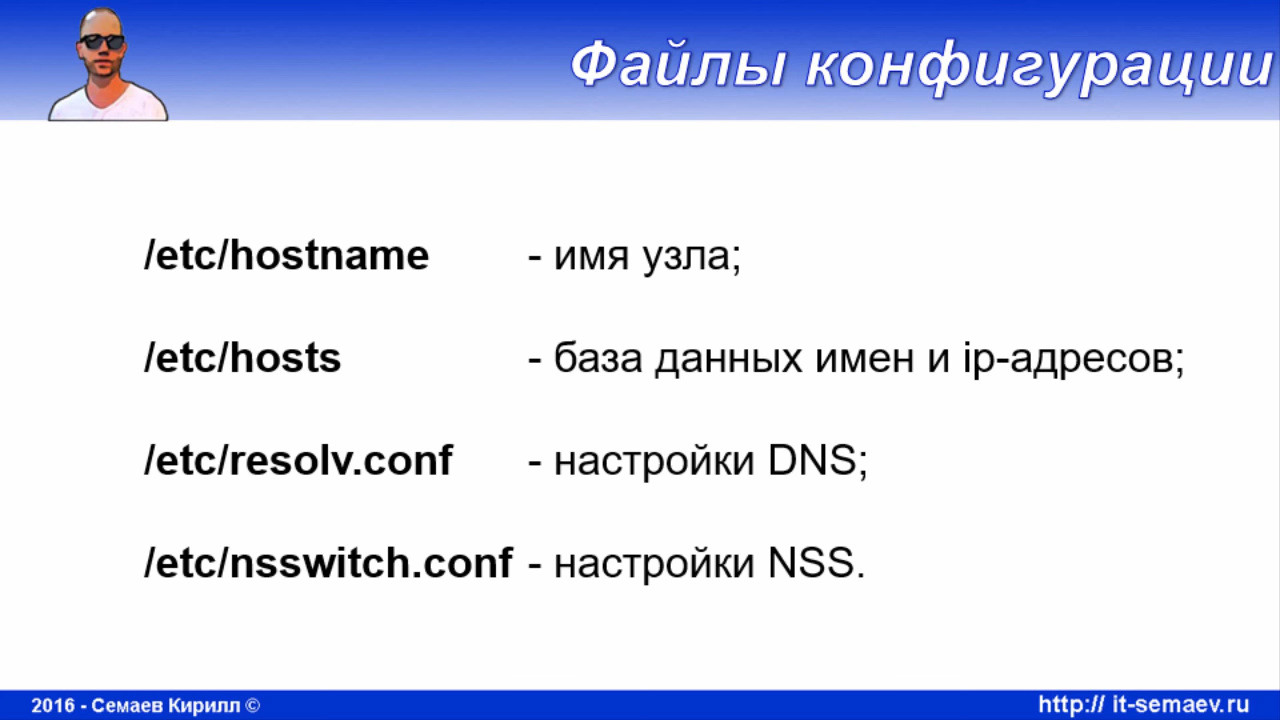 Файлы конфигурации
/etc/hostname - имя узла;
/etc/hosts - база данных имен и ip-адресов;
/etc/resolv.conf - настройки DNS;
/etc/nsswitch.conf - настройки NSS.
2016 - Семаев Кирилл © http:// it-semaev.ru